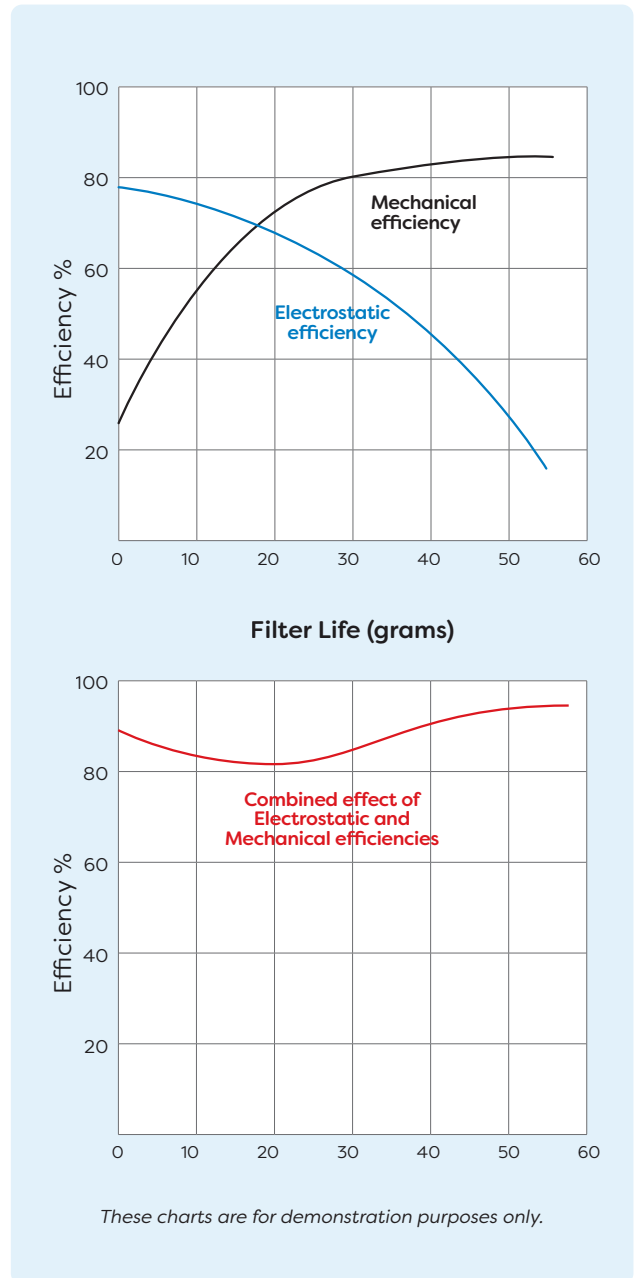 100
80
60
40
20
Efficiency %
Mechanical
efficiency
Electrostatic
efficiency
0 10 20 30 40 50 60
Filter Life (grams)
100
80
60
40
20
Efficiency %
Combined effect of
Electrostatic and
Mechanical efficiencies
0 10 20 30 40 50 60
These charts are for demonstration purposes only.